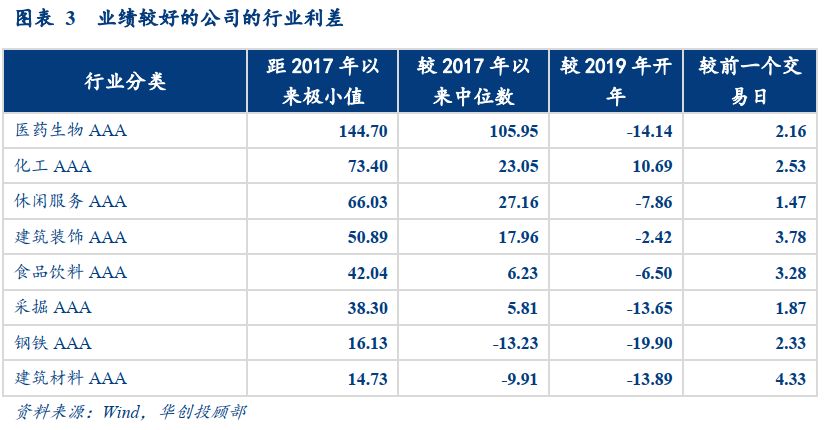 图表 3 业绩较好的公司的行业利差
行业分类 距 2017 年以来极小值 较 2017 年以来中位数 较 2019 年开年 较前一个交易日
医药生物 AAA 144.70 105.95 -14.14 2.16
化工 AAA 73.40 23.05 10.69 2.53
休闲服务 AAA 66.03 27.16 -7.86 1.47
建筑装饰 AAA 50.89 17.96 -2.42 3.78
食品饮料 AAA 42.04 6.23 -6.50 3.28
采掘 AAA 38.30 5.81 -13.65 1.87
钢铁 AAA 16.13 -13.23 -19.90 2.33
建筑材料 AAA 14.73 -9.91 -13.89 4.33
资料来源：Wind，华创投顾部